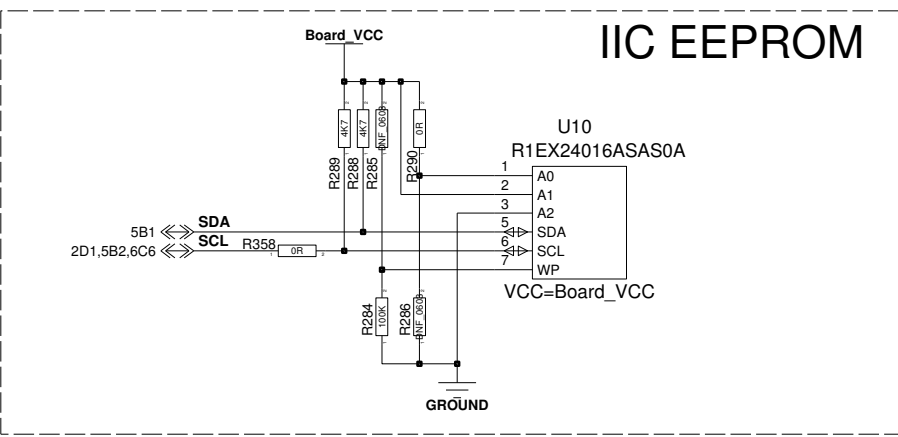 IIC EEPROM
Board_VCC
4K7
4K7
DNF_0603
0R
R289
R288
R285
R290
U10
R1EX24016ASAS0A
1 A0
2 A1
3 A2
5B1 SDA 5 SDA
2D1,5B2,6C6 SCL R358 0R 6 SCL
7 WP
VCC=Board_VCC
R284
100K
R286
DNF_0603
GROUND